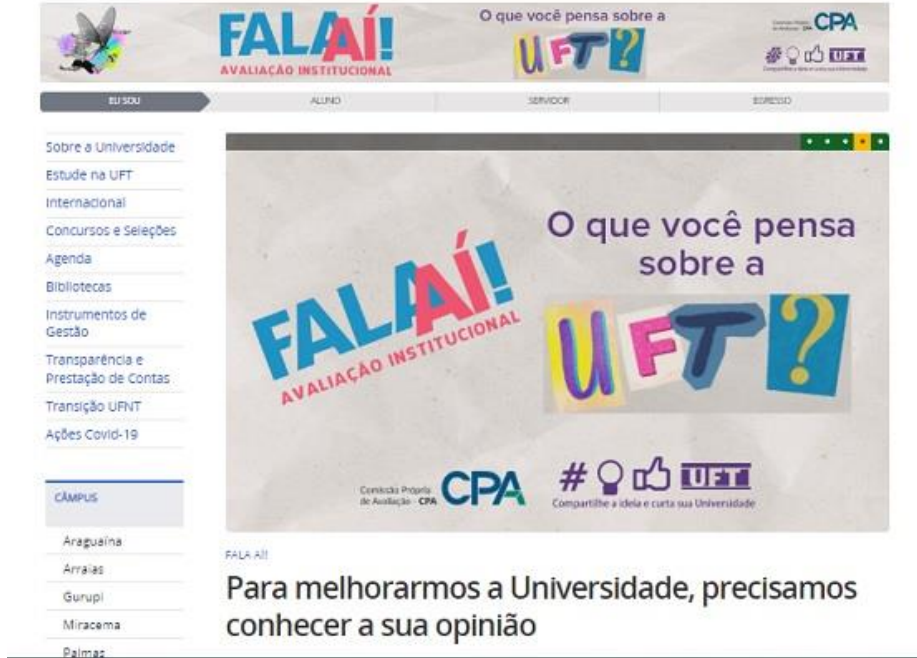 FALA AÍ!
AVALIAÇÃO INSTITUCIONAL
O que você pensa sobre a
UFT?
CPA
UFT
EU SOU
ALUNO
SERVIDOR
EGRESSO
Sobre a Universidade
Estude na UFT
Internacional
Concursos e Seleções
Agenda
Bibliotecas
Instrumentos de
Gestão
Transparência e
Prestação de Contas
Transição UFNT
Ações Covid-19
CÂMPUS
Araguaína
Arraias
Gurupi
Miracema
Palmas
FALAAÍ!
AVALIAÇÃO INSTITUCIONAL
O que você pensa
sobre a
UFT?
Comissão Própria
de Avaliação - CPA
CPA
# UFT
Compartilhe a ideia e curta sua Universidade
FALA AÍ!
Para melhorarmos a Universidade, precisamos
conhecer a sua opinião